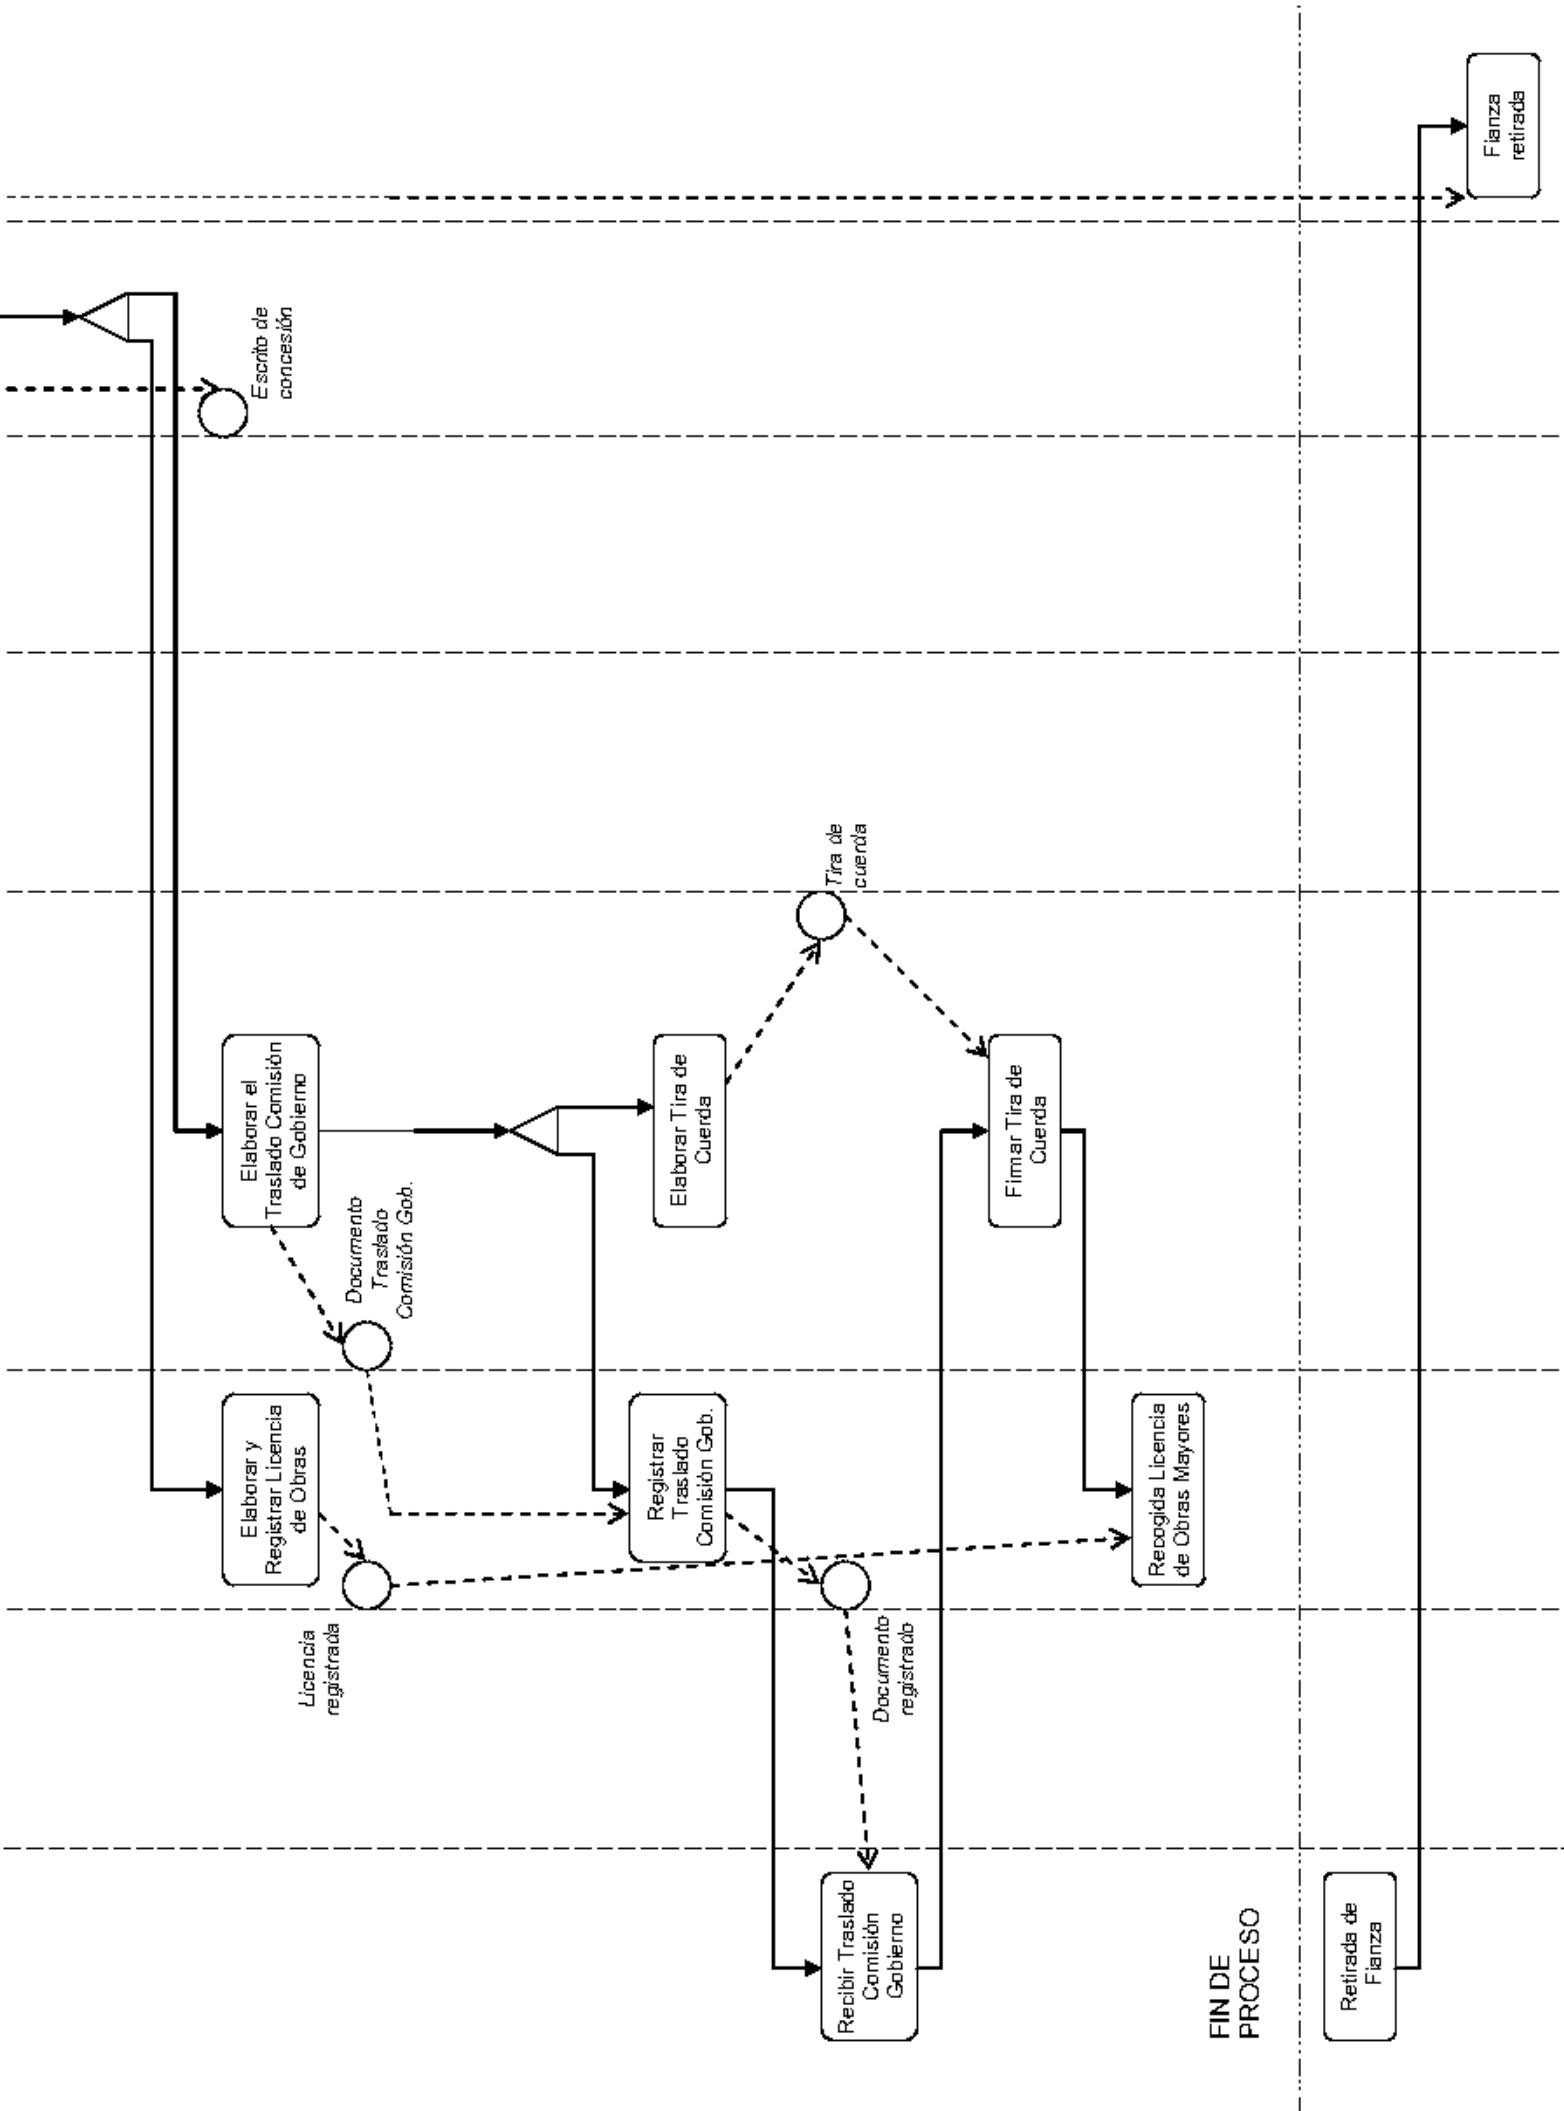 Fianza
retirada
Escrito de
concesión
Tira de
cuerda
Elaborar el
Traslado Comisión
de Gobierno
Elaborar Tira de
Cuerda
Firmar Tira de
Cuerda
Documento
Traslado
Comisión Gob.
Elaborar y
Registrar Licencia
de Obras
Registrar
Traslado
Comisión Gob.
Recogida Licencia
de Obras Mayores
Licencia
registrada
Documento
registrado
Recibir Traslado
Comisión
Gobierno
FIN DE
PROCESO
Retirada de
Fianza